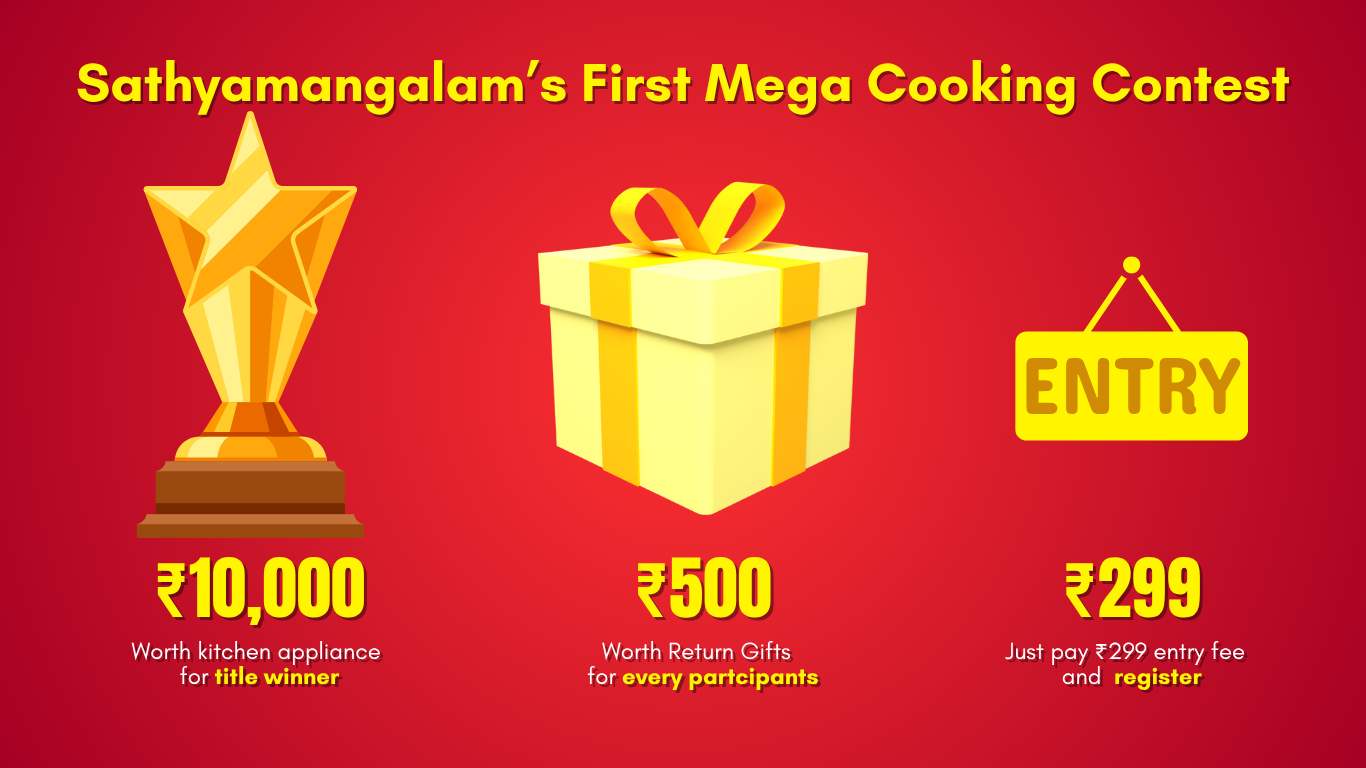 Sathyamangalam's First Mega Cooking Contest
ENTRY
₹10,000
Worth kitchen appliance
for title winner
₹500
Worth Return Gifts
for every partcipants
₹299
Just pay ₹299 entry fee
and register